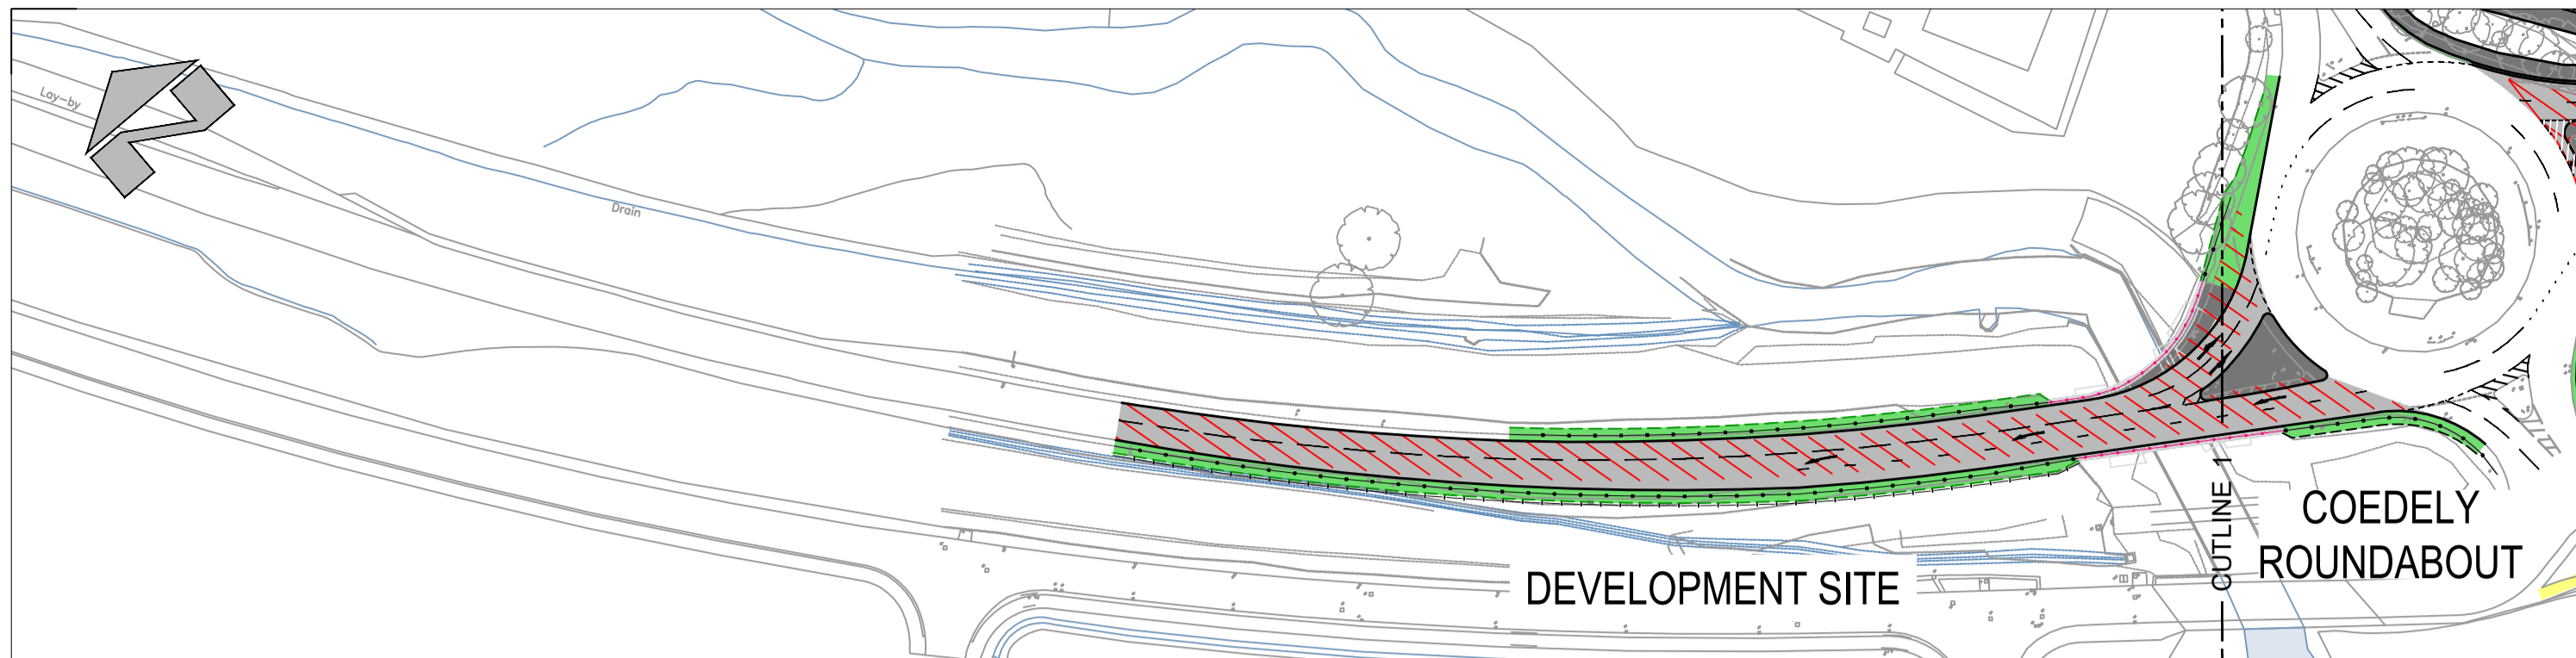 Lay-by
Drain
DEVELOPMENT SITE
CUTLINE 1
COEDELY
ROUNDABOUT